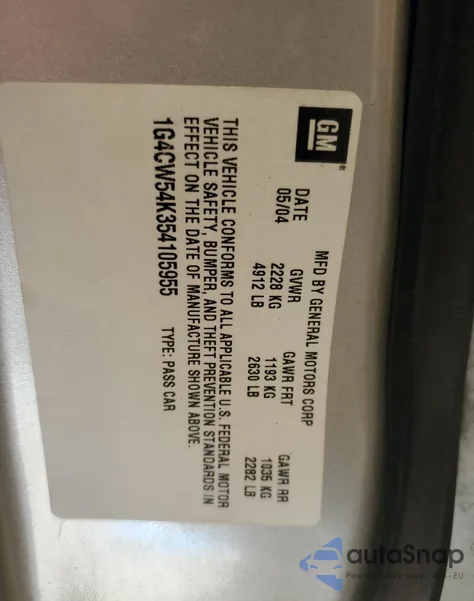 GM
MFD BY GENERAL MOTORS CORP
DATE GVWR GAWR FRT GAWR RR
05/04 2228 KG 1193 KG 1035 KG
4912 LB 2630 LB 2282 LB
THIS VEHICLE CONFORMS TO ALL APPLICABLE U.S. FEDERAL MOTOR
VEHICLE SAFETY, BUMPER, AND THEFT PREVENTION STANDARDS IN
EFFECT ON THE DATE OF MANUFACTURE SHOWN ABOVE.
1G4CW54K354105955 TYPE: PASS CAR
autoSnap